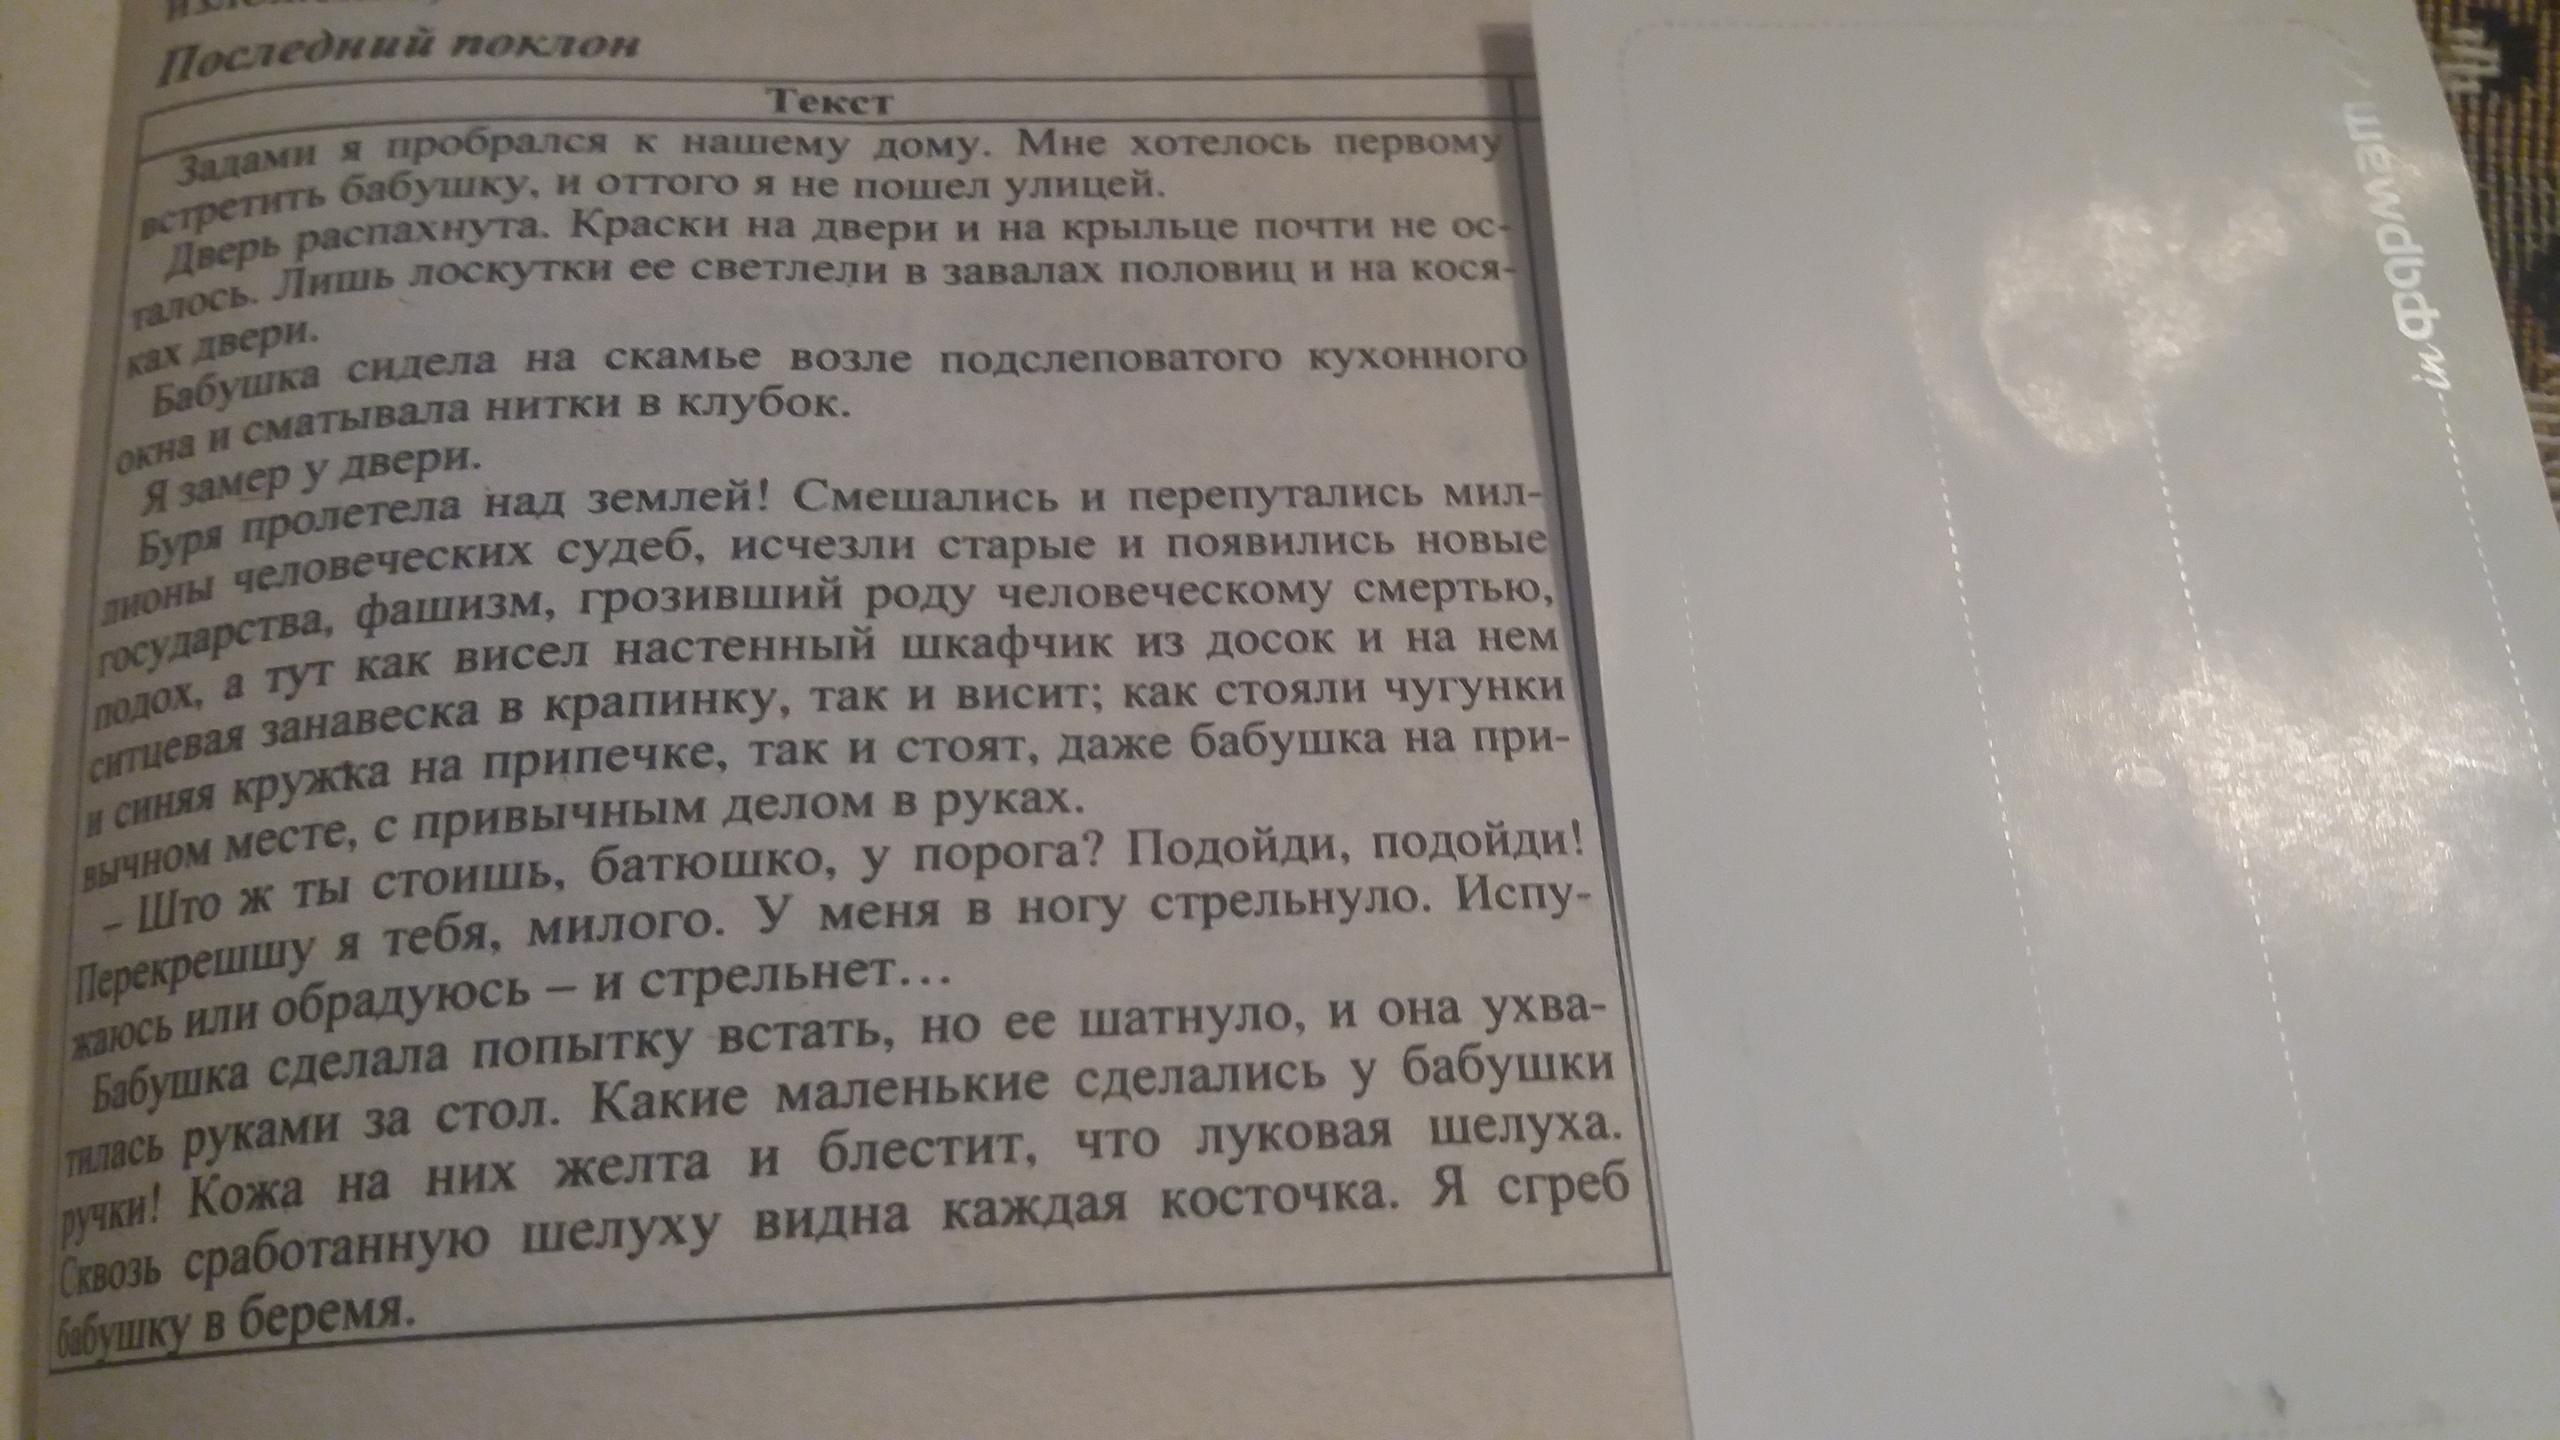 Последний поклон
Текст
Задами я пробрался к нашему дому. Мне хотелось первому
встретить бабушку, и оттого я не пошел улицей.
Дверь распахнута. Краски на двери и на крыльце почти не ос-
талось. Лишь лоскутки ее светлели в завалах половиц и на кося-
ках двери.
Бабушка сидела на скамье возле подслеповатого кухонного
окна и сматывала нитки в клубок.
Я замер у двери.
Буря пролетела над землей! Смешались и перепутались мил-
лионы человеческих судеб, исчезли старые и появились новые
государства, фашизм, грозивший роду человеческому смертью,
подох, а тут как висел настенный шкафчик из досок и на нем
ситцевая занавеска в крапинку, так и висит; как стояли чугунки
и синяя кружка на припечке, так и стоят, даже бабушка на при-
вычном месте, с привычным делом в руках.
– Што ж ты стоишь, батюшко, у порога? Подойди, подойди!
Перекрешшу я тебя, милого. У меня в ногу стрельнуло. Испу-
жаюсь или обрадуюсь – и стрельнет...
Бабушка сделала попытку встать, но ее шатнуло, и она ухва-
тилась руками за стол. Какие маленькие сделались у бабушки
ручки! Кожа на них желта и блестит, что луковая шелуха.
Сквозь сработанную шелуху видна каждая косточка. Я сгреб
бабушку в беремя.
in формат